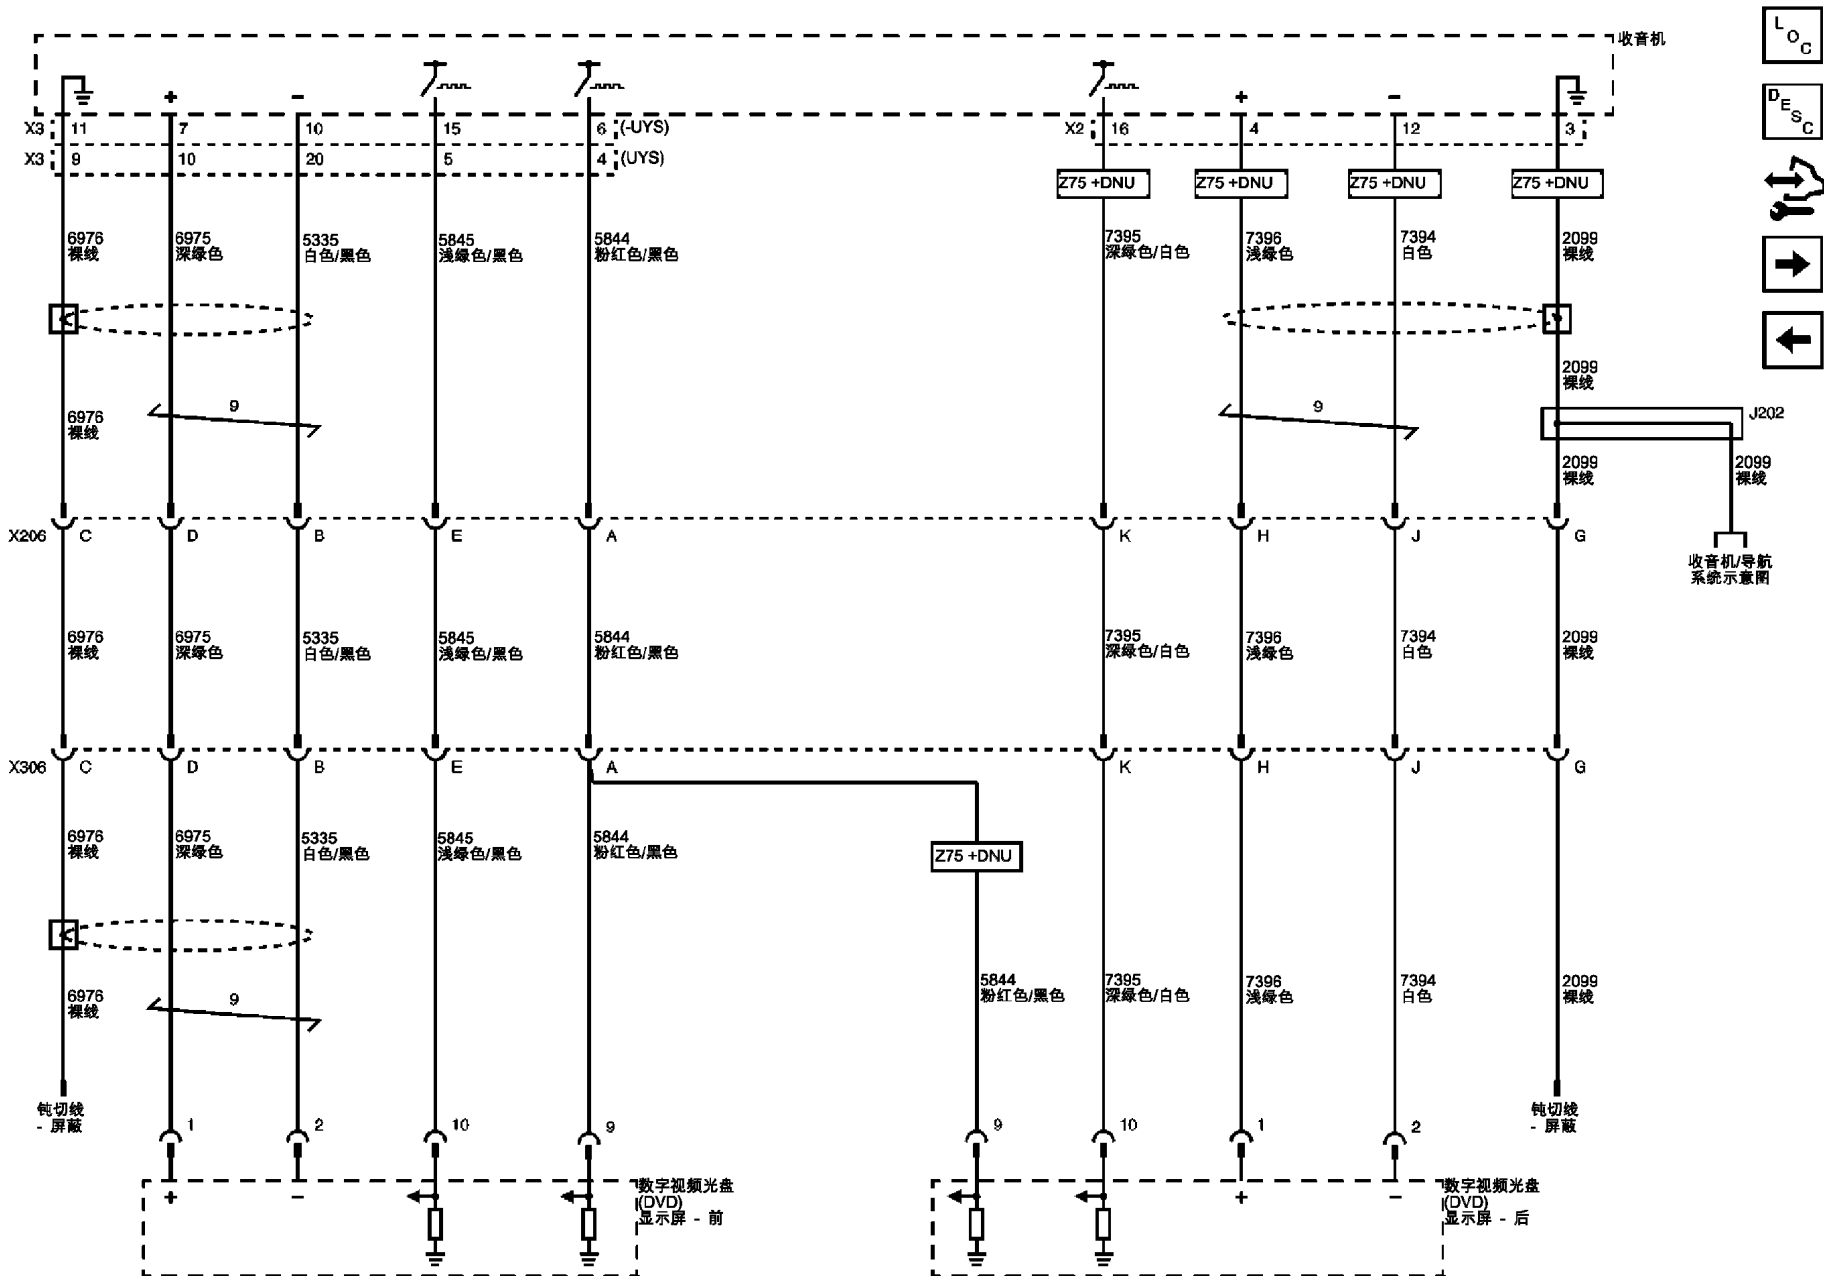 收音机
L
O
C
+
-
+
-
D
E
S
C
X3 11 7 10 15 6 (-UYS) X2 16 4 12 3
X3 9 10 20 5 4 (UYS)
Z75 +DNU Z75 +DNU Z75 +DNU Z75 +DNU
6976
裸线
6975
深绿色
5335
白色/黑色
5845
浅绿色/黑色
5844
粉红色/黑色
7395
深绿色/白色
7396
浅绿色
7394
白色
2099
裸线
2099
裸线
6976
裸线
9
9
J202
2099
裸线
2099
裸线
X206 C D B E A K H J G
收音机/导航
系统示意图
6976
裸线
6975
深绿色
5335
白色/黑色
5845
浅绿色/黑色
5844
粉红色/黑色
7395
深绿色/白色
7396
浅绿色
7394
白色
2099
裸线
X306 C D B E A K H J G
6976
裸线
6975
深绿色
5335
白色/黑色
5845
浅绿色/黑色
5844
粉红色/黑色
Z75 +DNU
6976
裸线
9
5844
粉红色/黑色
7395
深绿色/白色
7396
浅绿色
7394
白色
2099
裸线
钝切线
- 屏蔽
1 2 10 9 9 10 1 2
钝切线
- 屏蔽
+
-
数字视频光盘
(DVD)
显示屏 - 前
+
-
数字视频光盘
(DVD)
显示屏 - 后